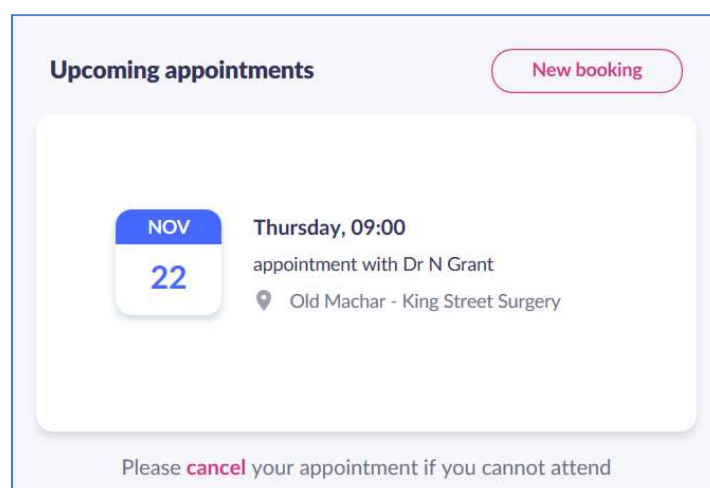 Upcoming appointments
New booking
NOV
22
Thursday, 09:00
appointment with Dr N Grant
Old Machar - King Street Surgery
Please cancel your appointment if you cannot attend